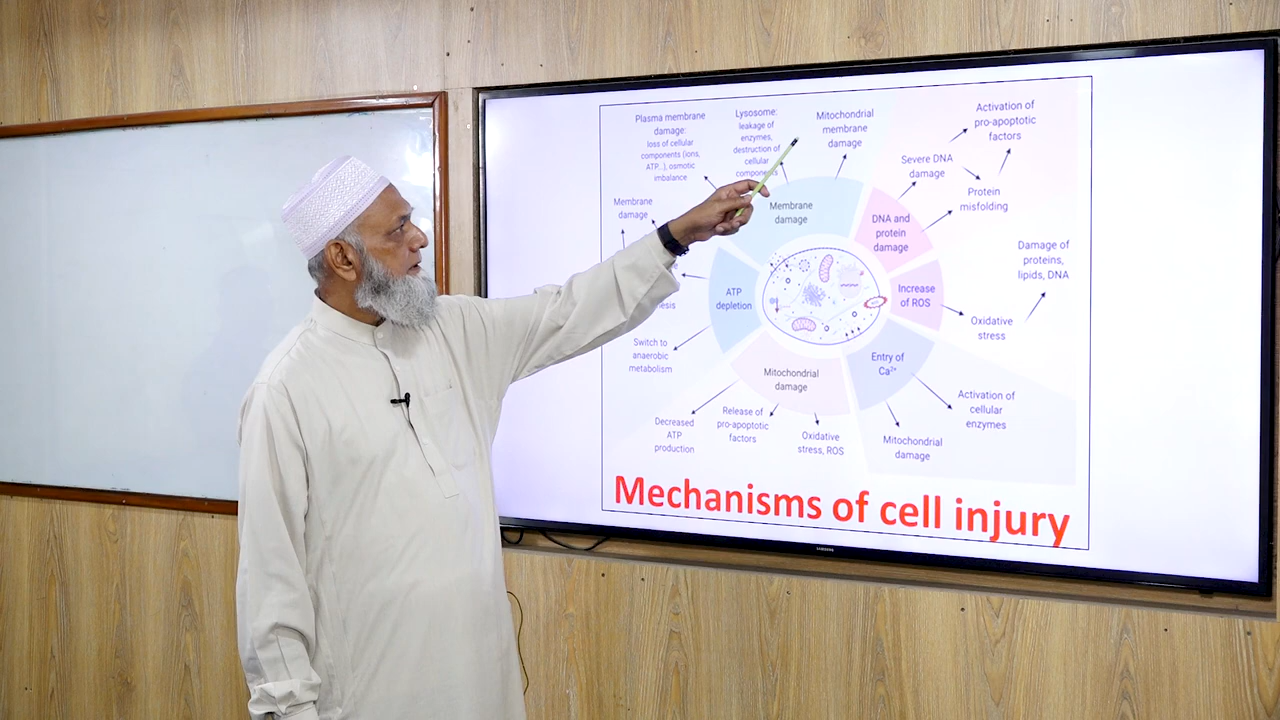 Plasma membrane
damage:
loss of cellular
components (ions,
ATP...), osmotic
imbalance
Lysosome:
leakage of
enzymes,
destruction of
cellular
components
Mitochondrial
membrane
damage
Activation of
pro-apoptotic
factors
Severe DNA
damage
Protein
misfolding
Membrane
damage
Membrane
damage
DNA and
protein
damage
Damage of
proteins,
lipids, DNA
ATP
depletion
Increase
of ROS
Oxidative
stress
Switch to
anaerobic
metabolism
Mitochondrial
damage
Entry of
Ca²⁺
Activation of
cellular
enzymes
Decreased
ATP
production
Release of
pro-apoptotic
factors
Oxidative
stress, ROS
Mitochondrial
damage
Mechanisms of cell injury
SAMSUNG